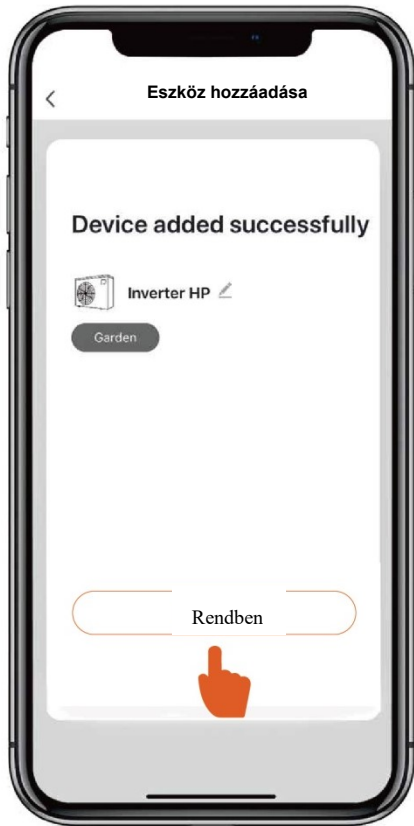 Eszköz hozzáadása
Device added successfully
Inverter HP
Garden
Rendben